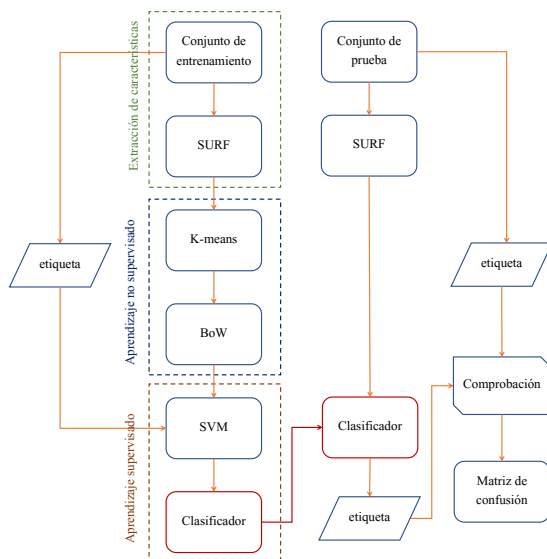 Extracción de características
Conjunto de
entrenamiento
SURF
Aprendizaje no supervisado
K-means
BoW
etiqueta
Aprendizaje supervisado
SVM
Clasificador
Conjunto de
prueba
SURF
Clasificador
etiqueta
etiqueta
Comprobación
Matriz de
confusión